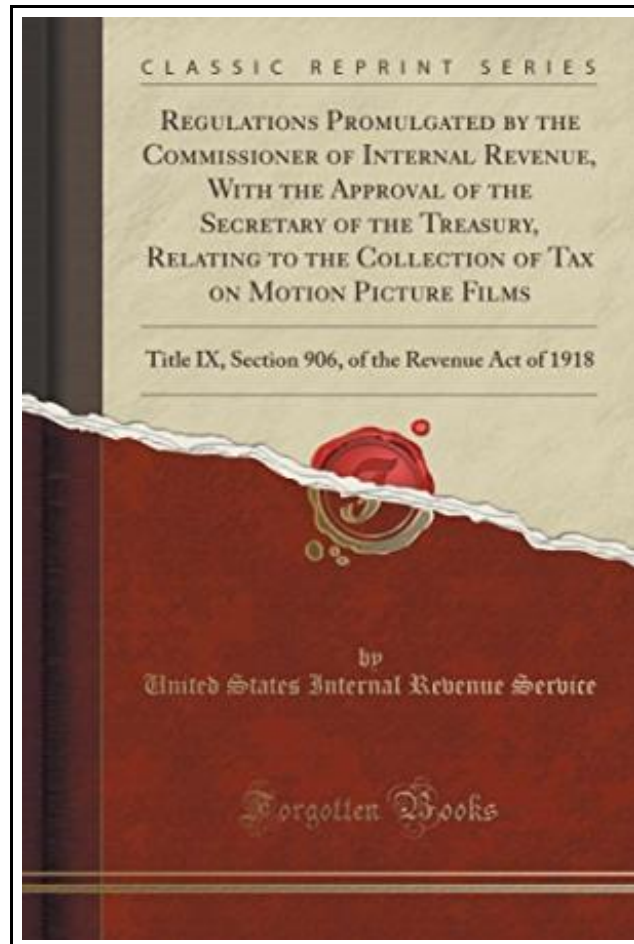 CLASSIC REPRINT SERIES
REGULATIONS PROMULGATED BY THE
COMMISSIONER OF INTERNAL REVENUE,
WITH THE APPROVAL OF THE
SECRETARY OF THE TREASURY,
RELATING TO THE COLLECTION OF TAX
ON MOTION PICTURE FILMS
Title IX, Section 906, of the Revenue Act of 1918
by
United States Internal Revenue Service
Forgotten Books